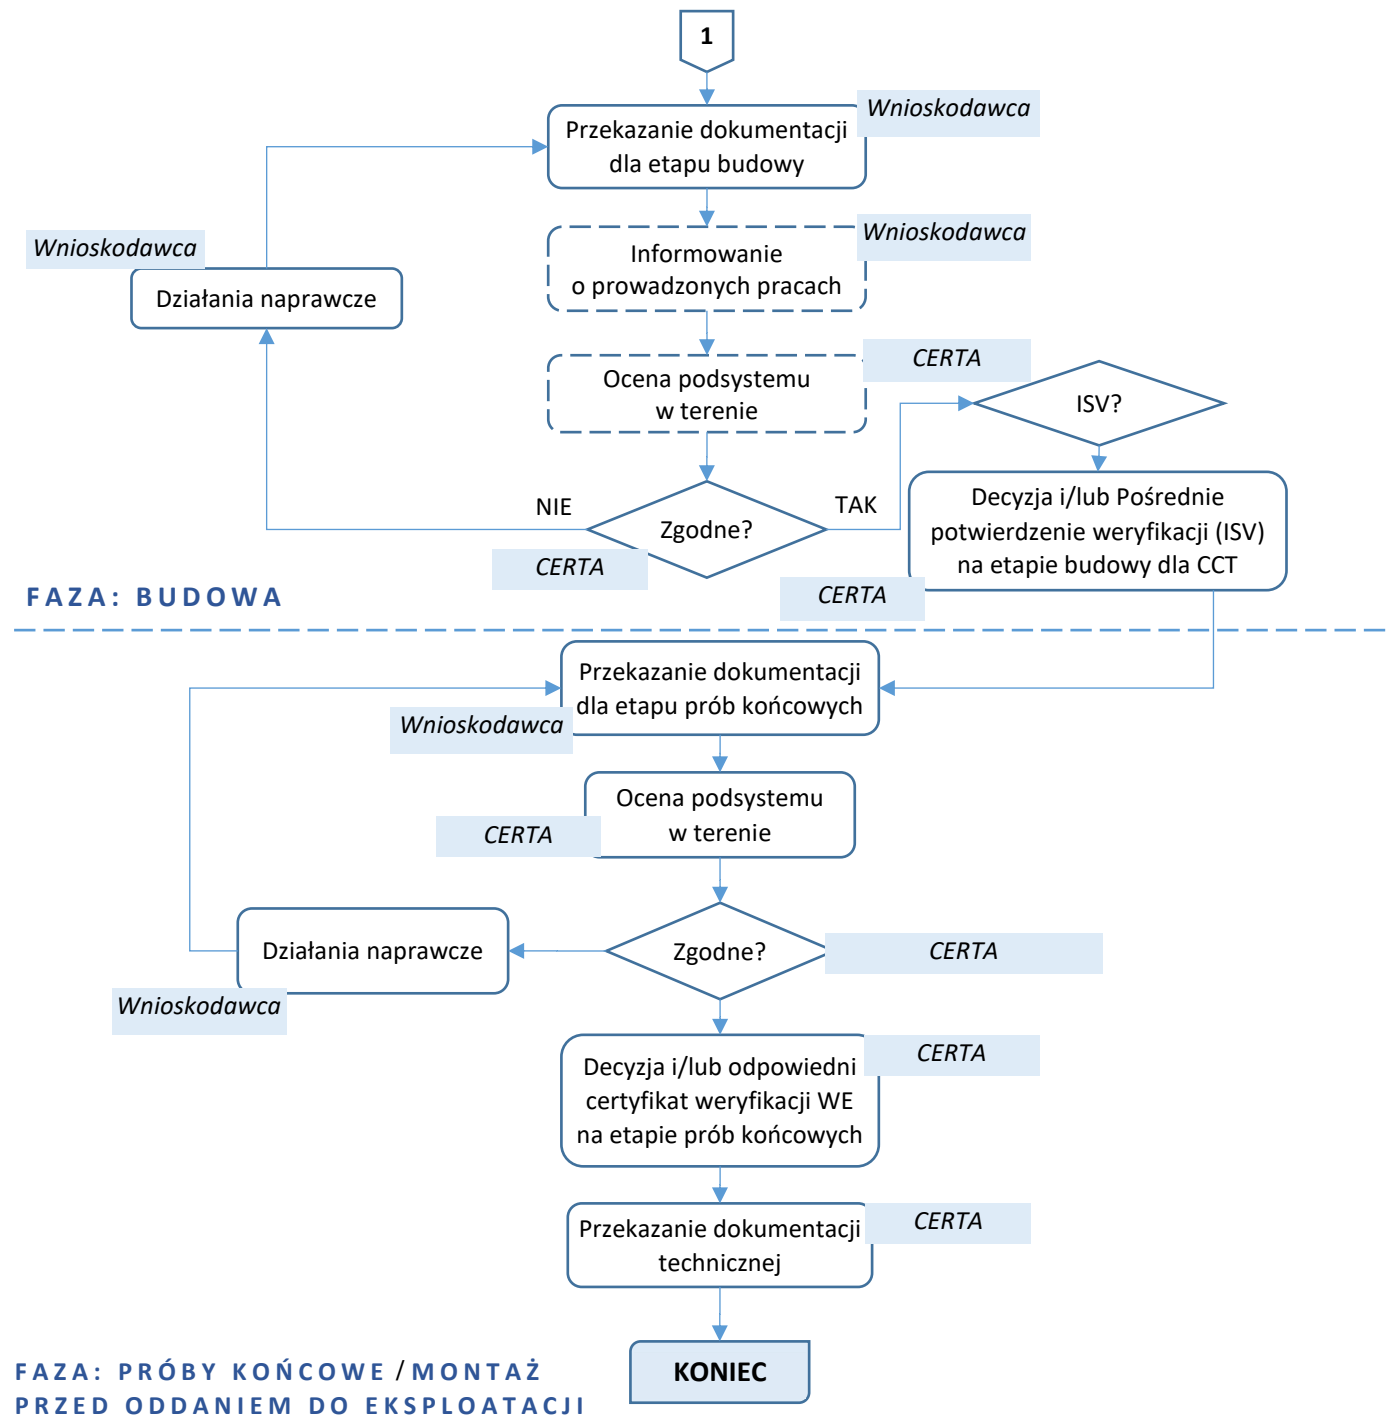 1
Wnioskodawca
Przekazanie dokumentacji
dla etapu budowy
Wnioskodawca
Informowanie
o prowadzonych pracach
Wnioskodawca
Działania naprawcze
CERTA
Ocena podsystemu
w terenie
ISV?
NIE
TAK
Zgodne?
CERTA
Decyzja i/lub Pośrednie
potwierdzenie weryfikacji (ISV)
na etapie budowy dla CCT
CERTA
FAZA: BUDOWA
Przekazanie dokumentacji
dla etapu prób końcowych
Wnioskodawca
Ocena podsystemu
w terenie
CERTA
Działania naprawcze
Zgodne?
CERTA
Wnioskodawca
CERTA
Decyzja i/lub odpowiedni
certyfikat weryfikacji WE
na etapie prób końcowych
CERTA
Przekazanie dokumentacji
technicznej
KONIEC
FAZA: PRÓBY KOŃCOWE / MONTAŻ
PRZED ODDANIEM DO EKSPLOATACJI